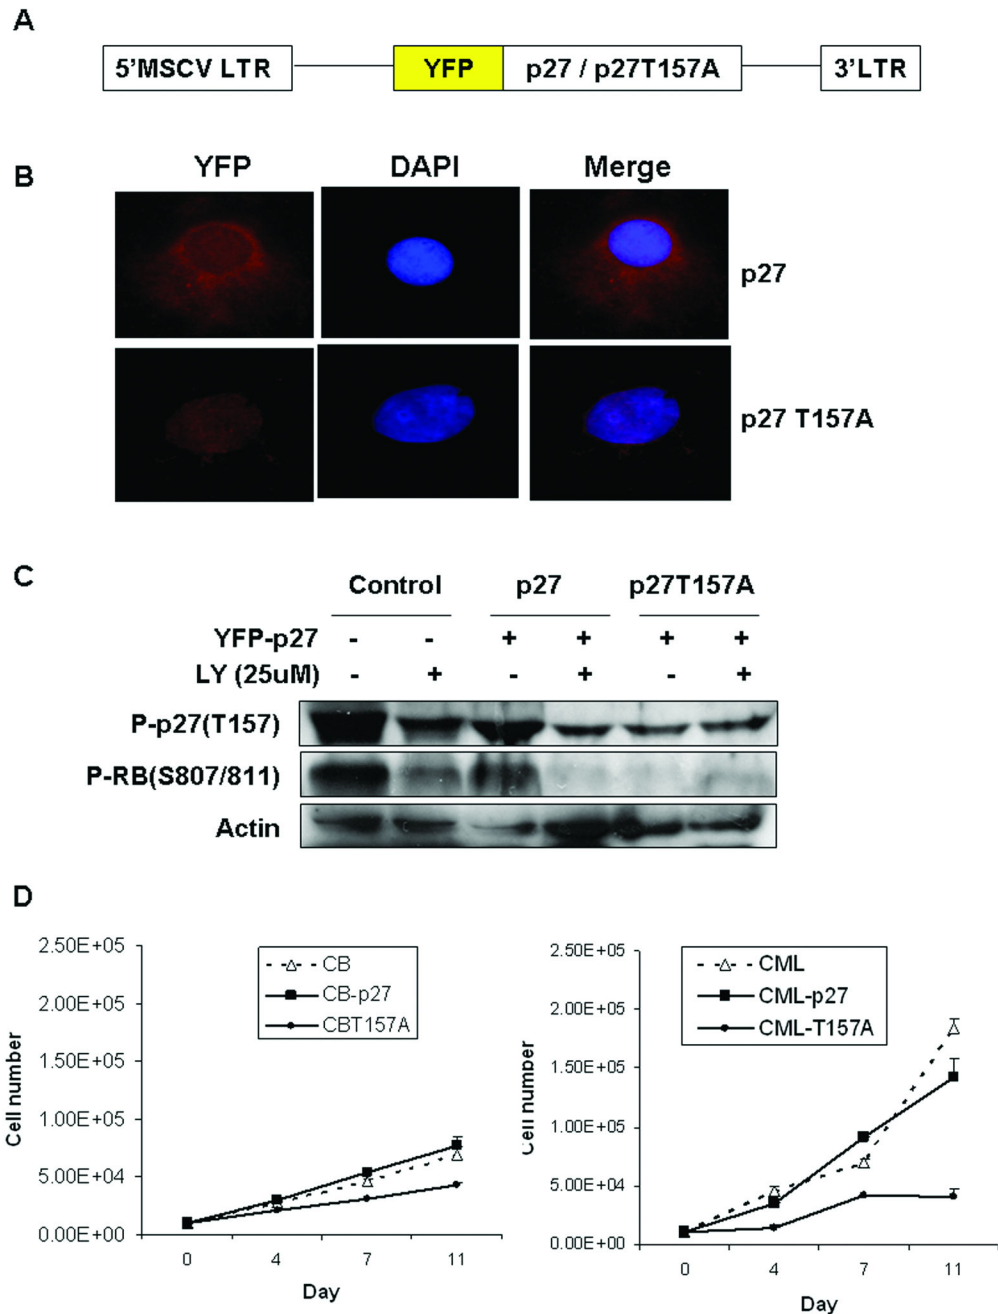 A
5'MSCV LTR
YFP
p27 / p27T157A
3'LTR
B
YFP DAPI Merge
p27
p27 T157A
C
Control p27 p27T157A
YFP-p27 - - + + + +
LY (25uM) - + - + - +
P-p27(T157)
P-RB(S807/811)
Actin
D
2.50E+05
2.00E+05
1.50E+05
1.00E+05
5.00E+04
0.00E+00
Cell number
CB
CB-p27
CBT157A
0 4 7 11
Day
2.50E+05
2.00E+05
1.50E+05
1.00E+05
5.00E+04
0.00E+00
Cell number
CML
CML-p27
CML-T157A
0 4 7 11
Day